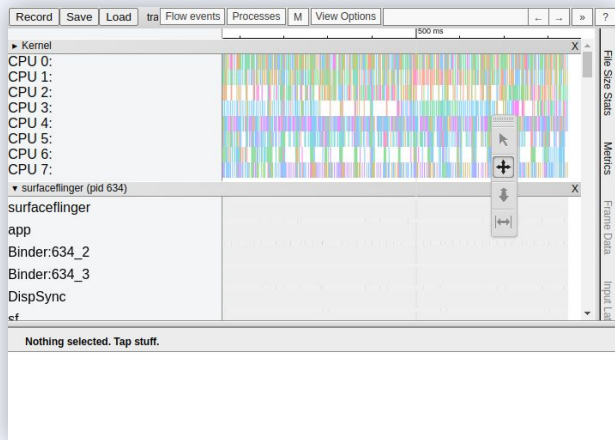 Record Save Load tra Flow events Processes M View Options ← → » ?
500 ms
▸ Kernel X
CPU 0:
CPU 1:
CPU 2:
CPU 3:
CPU 4:
CPU 5:
CPU 6:
CPU 7:
▾ surfaceflinger (pid 634) X
surfaceflinger
app
Binder:634_2
Binder:634_3
DispSync
sf
File Size Stats
Metrics
Frame Data
Input Lat
Nothing selected. Tap stuff.